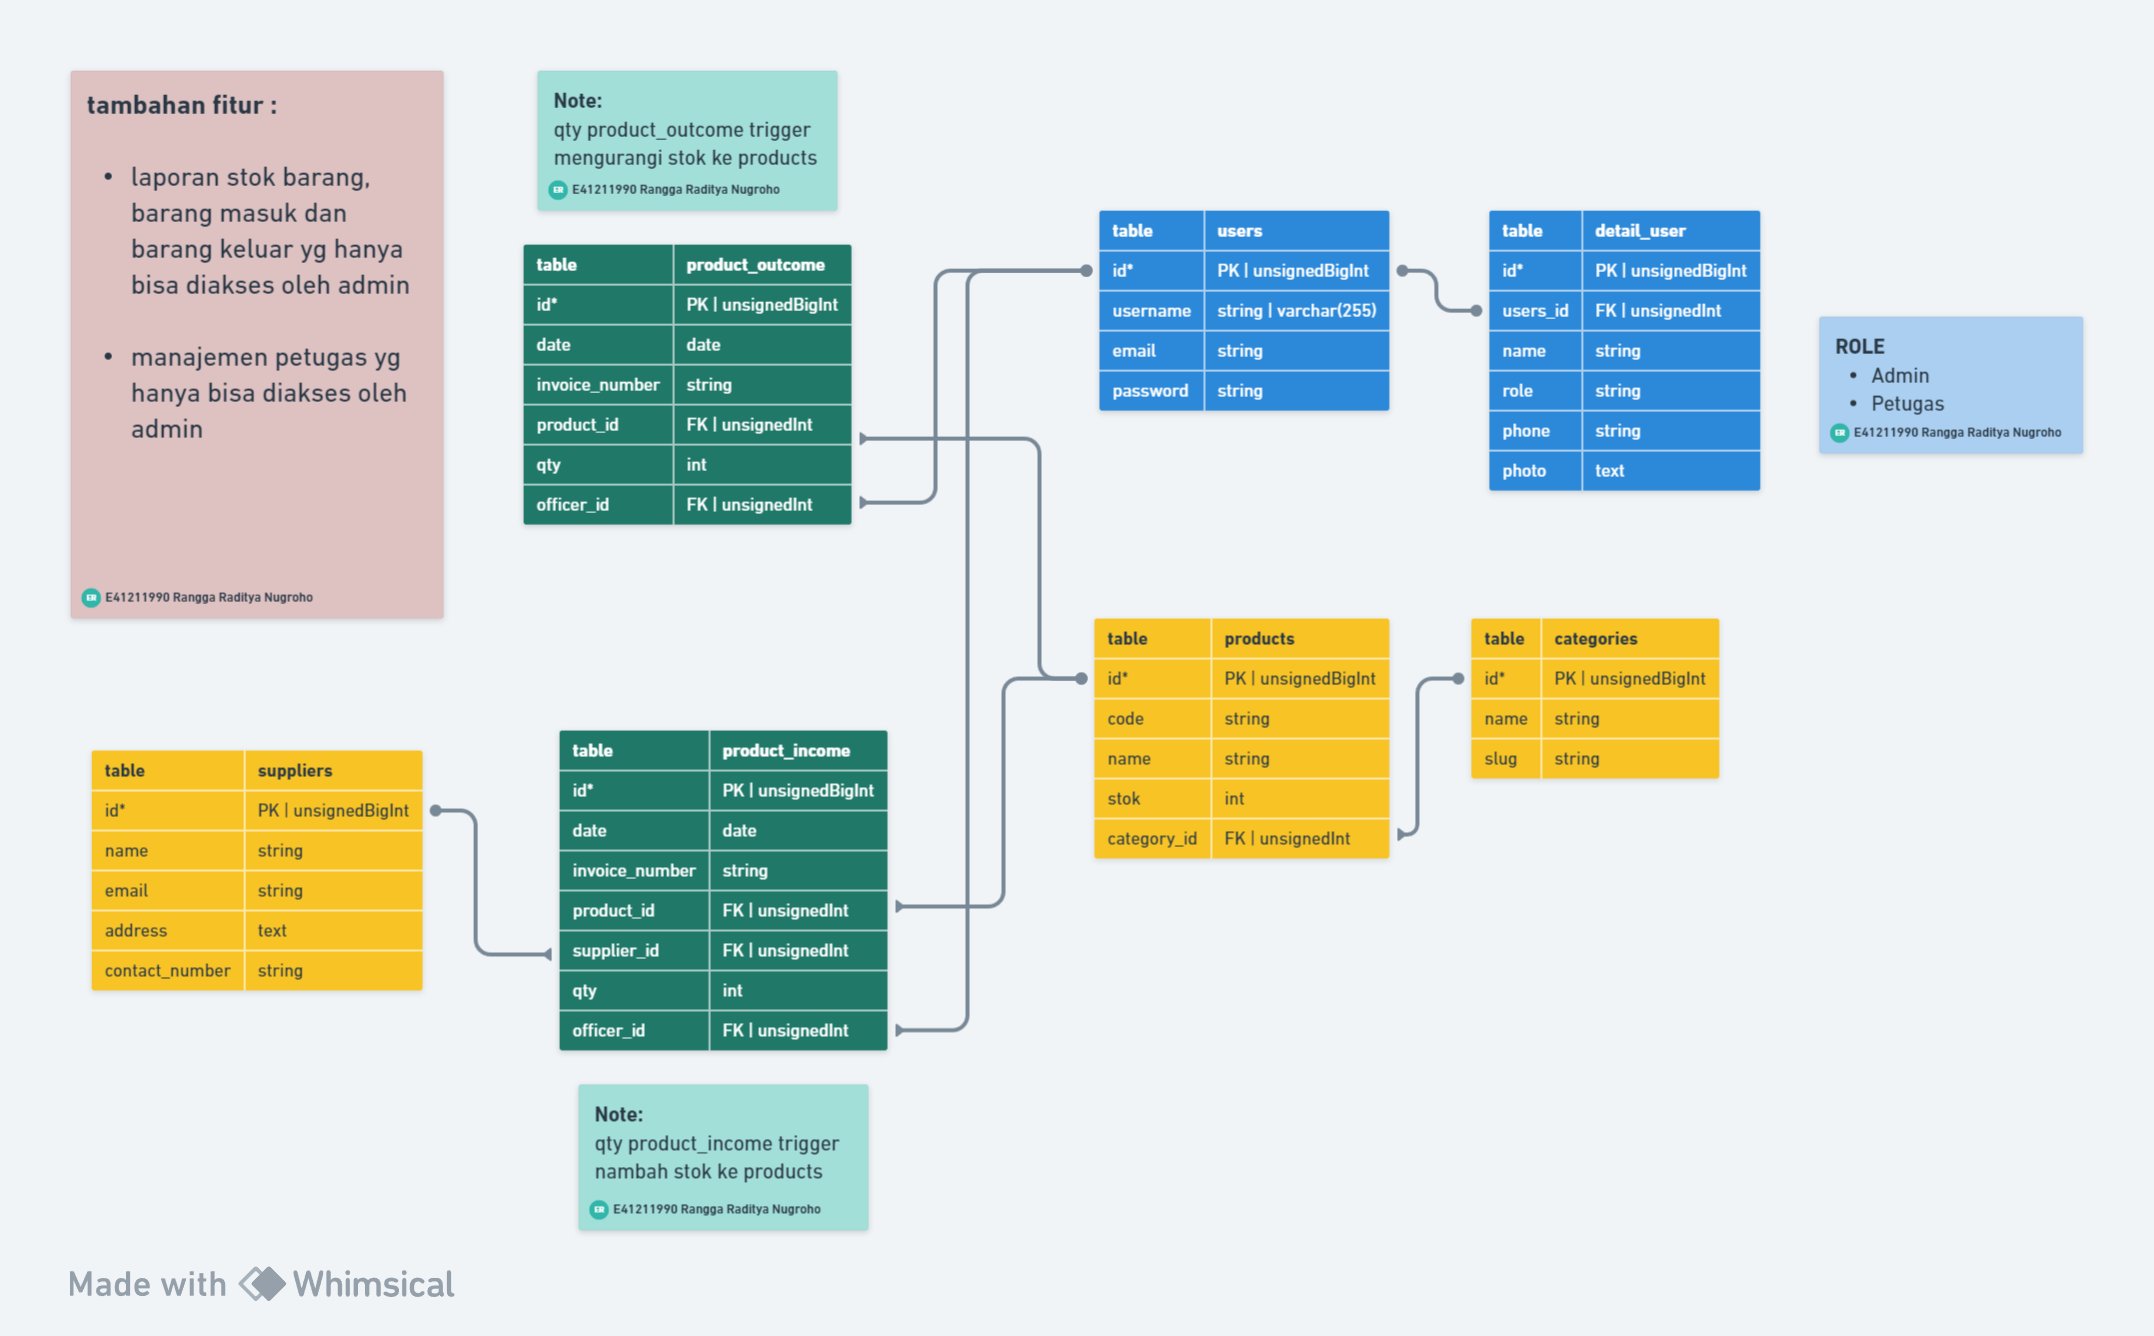 tambahan fitur :
• laporan stok barang,
barang masuk dan
barang keluar yg hanya
bisa diakses oleh admin
• manajemen petugas yg
hanya bisa diakses oleh
admin
ER E41211990 Rangga Raditya Nugroho
Note:
qty product_outcome trigger
mengurangi stok ke products
ER E41211990 Rangga Raditya Nugroho
table product_outcome
id* PK | unsignedBigInt
date date
invoice_number string
product_id FK | unsignedInt
qty int
officer_id FK | unsignedInt
table users
id* PK | unsignedBigInt
username string | varchar(255)
email string
password string
table detail_user
id* PK | unsignedBigInt
users_id FK | unsignedInt
name string
role string
phone string
photo text
ROLE
• Admin
• Petugas
ER E41211990 Rangga Raditya Nugroho
table suppliers
id* PK | unsignedBigInt
name string
email string
address text
contact_number string
table product_income
id* PK | unsignedBigInt
date date
invoice_number string
product_id FK | unsignedInt
supplier_id FK | unsignedInt
qty int
officer_id FK | unsignedInt
table products
id* PK | unsignedBigInt
code string
name string
stok int
category_id FK | unsignedInt
table categories
id* PK | unsignedBigInt
name string
slug string
Note:
qty product_income trigger
nambah stok ke products
ER E41211990 Rangga Raditya Nugroho
Made with Whimsical